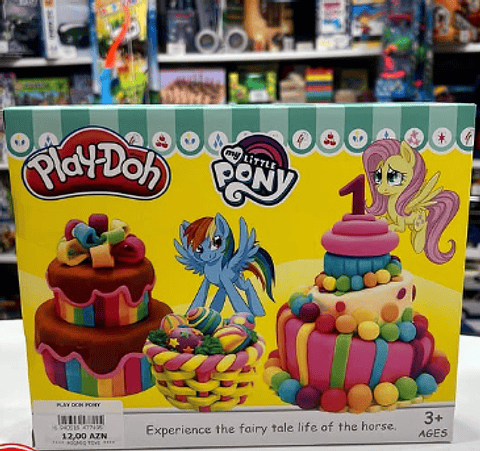 PLAY-DOH
my LITTLE
PONY
1
PLAY DOH PONY
12,00 AZN
Experience the fairy tale life of the horse.
3+
AGES